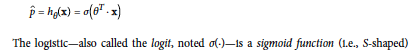 p̂ = h_θ(x) = σ(θ^T · x)
The logistic—also called the logit, noted σ(·)—is a sigmoid function (i.e., S-shaped)